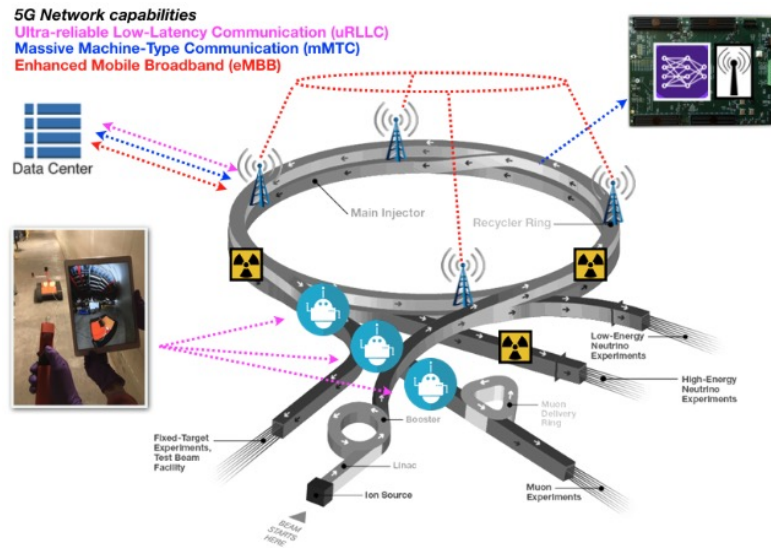 5G Network capabilities
Ultra-reliable Low-Latency Communication (uRLLC)
Massive Machine-Type Communication (mMTC)
Enhanced Mobile Broadband (eMBB)
Data Center
Main Injector
Recycler Ring
Low-Energy
Neutrino
Experiments
High-Energy
Neutrino Experiments
Muon
Delivery
Ring
Booster
Fixed-Target
Experiments,
Test Beam
Facility
Linac
Ion Source
Muon
Experiments
BEAM
STARTS
HERE